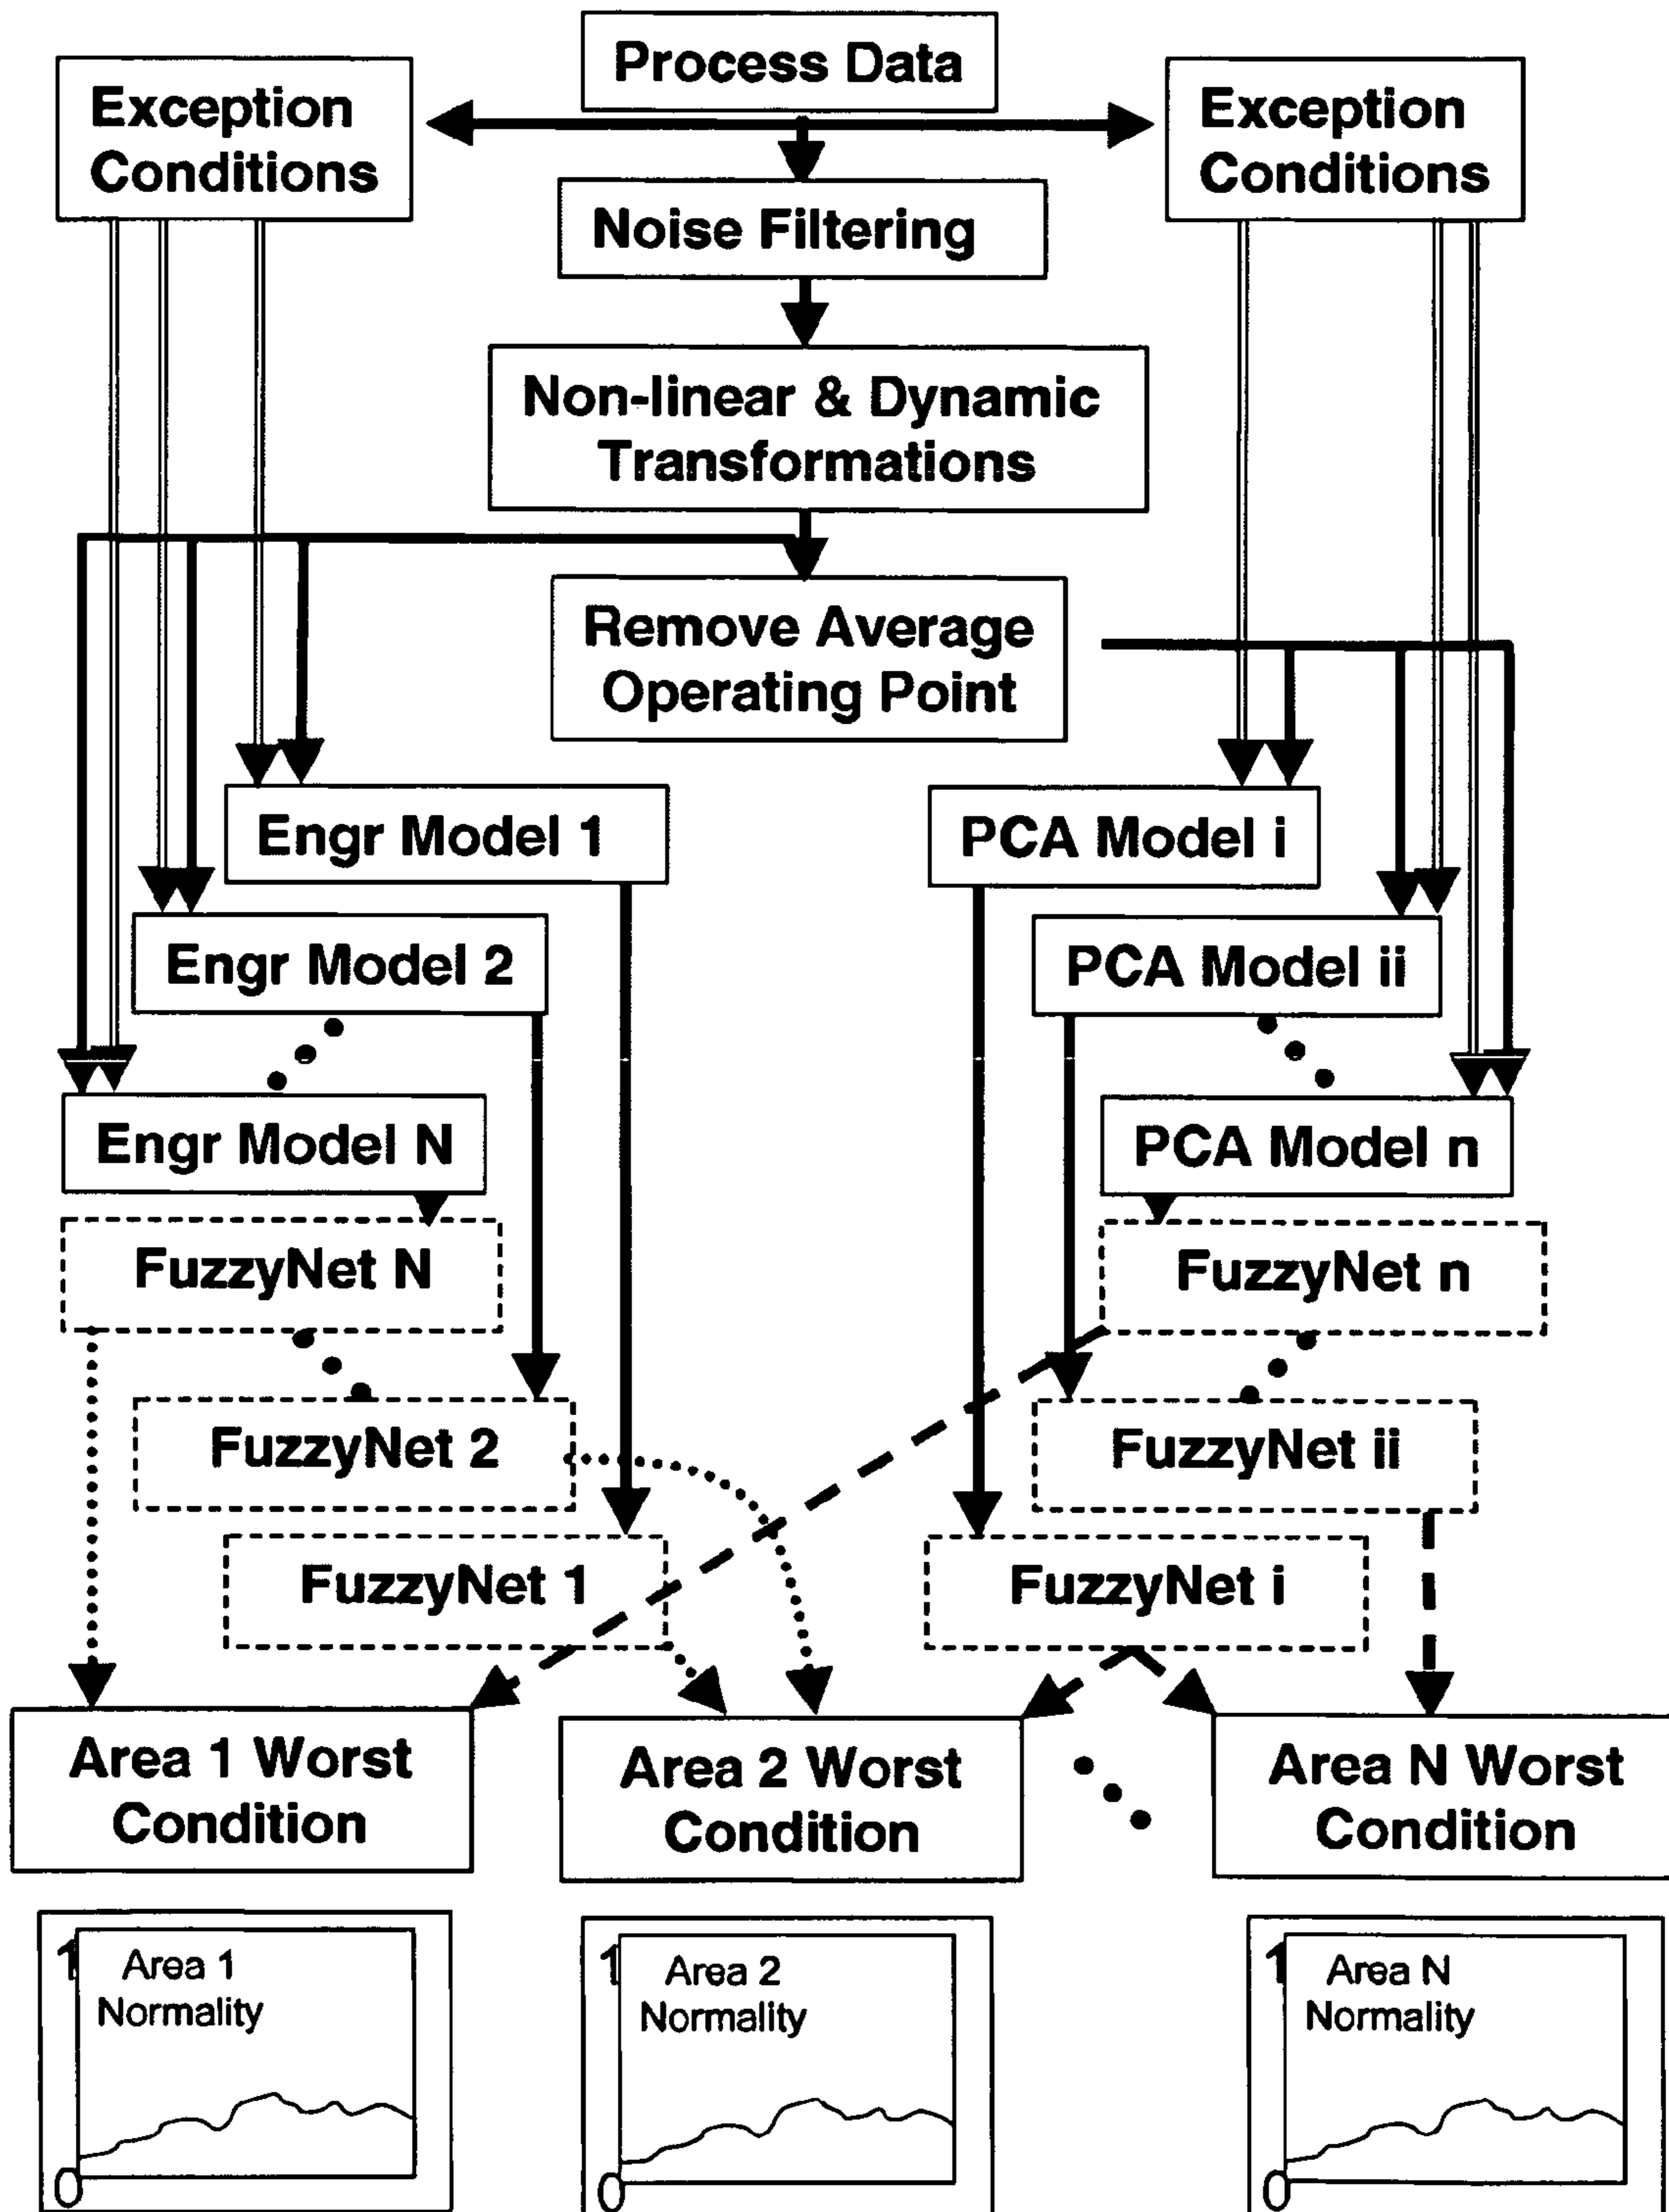 Process Data
Exception
Conditions
Exception
Conditions
Noise Filtering
Non-linear & Dynamic
Transformations
Remove Average
Operating Point
Engr Model 1
PCA Model i
Engr Model 2
PCA Model ii
Engr Model N
PCA Model n
FuzzyNet N
FuzzyNet n
FuzzyNet 2
FuzzyNet ii
FuzzyNet 1
FuzzyNet i
Area 1 Worst
Condition
Area 2 Worst
Condition
Area N Worst
Condition
1
Area 1
Normality
0
1
Area 2
Normality
0
1
Area N
Normality
0